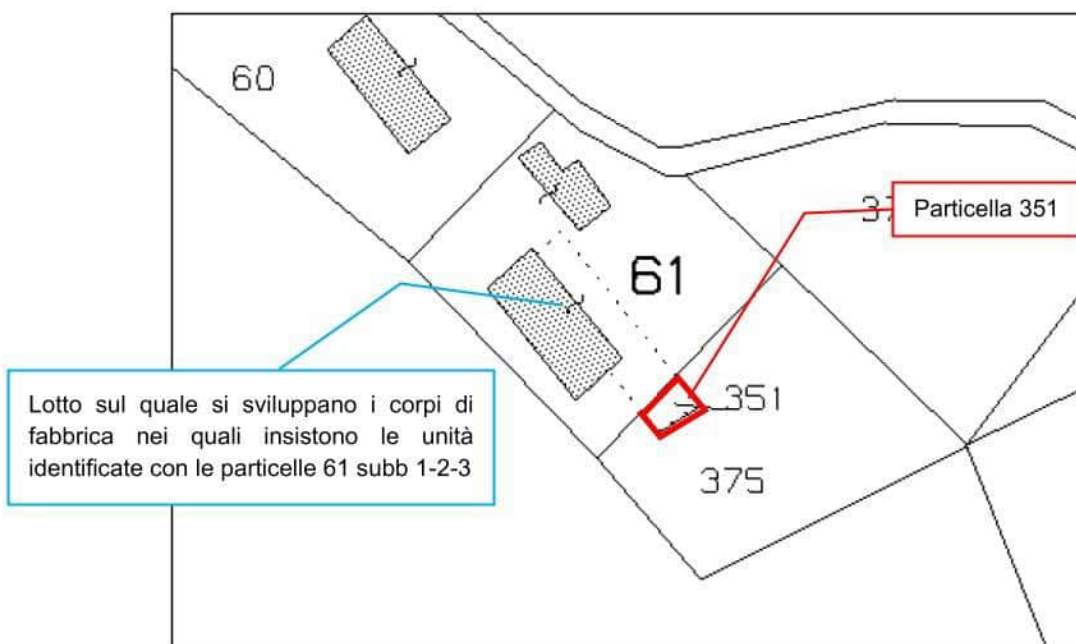 60
Particella 351
61
Lotto sul quale si sviluppano i corpi di
fabbrica nei quali insistono le unità
identificate con le particelle 61 subb 1-2-3
351
375